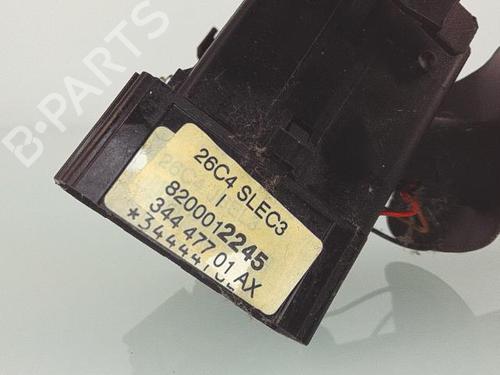 B-PARTS
26C4 SLEC3
I
8200012245
344 477 01 AX